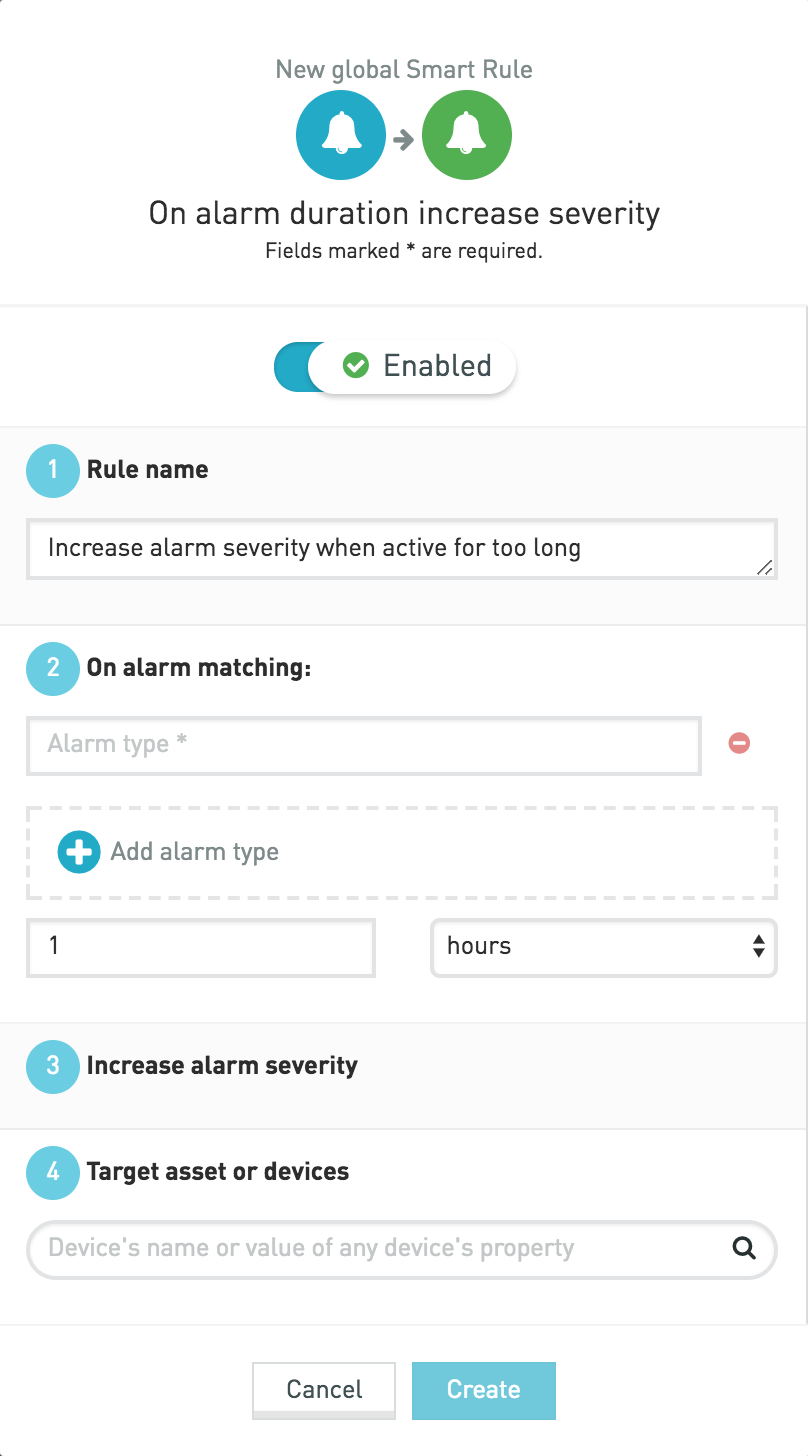 New global Smart Rule
On alarm duration increase severity
Fields marked * are required.
Enabled
1 Rule name
Increase alarm severity when active for too long
2 On alarm matching:
Alarm type *
Add alarm type
1 hours
3 Increase alarm severity
4 Target asset or devices
Device's name or value of any device's property
Cancel Create